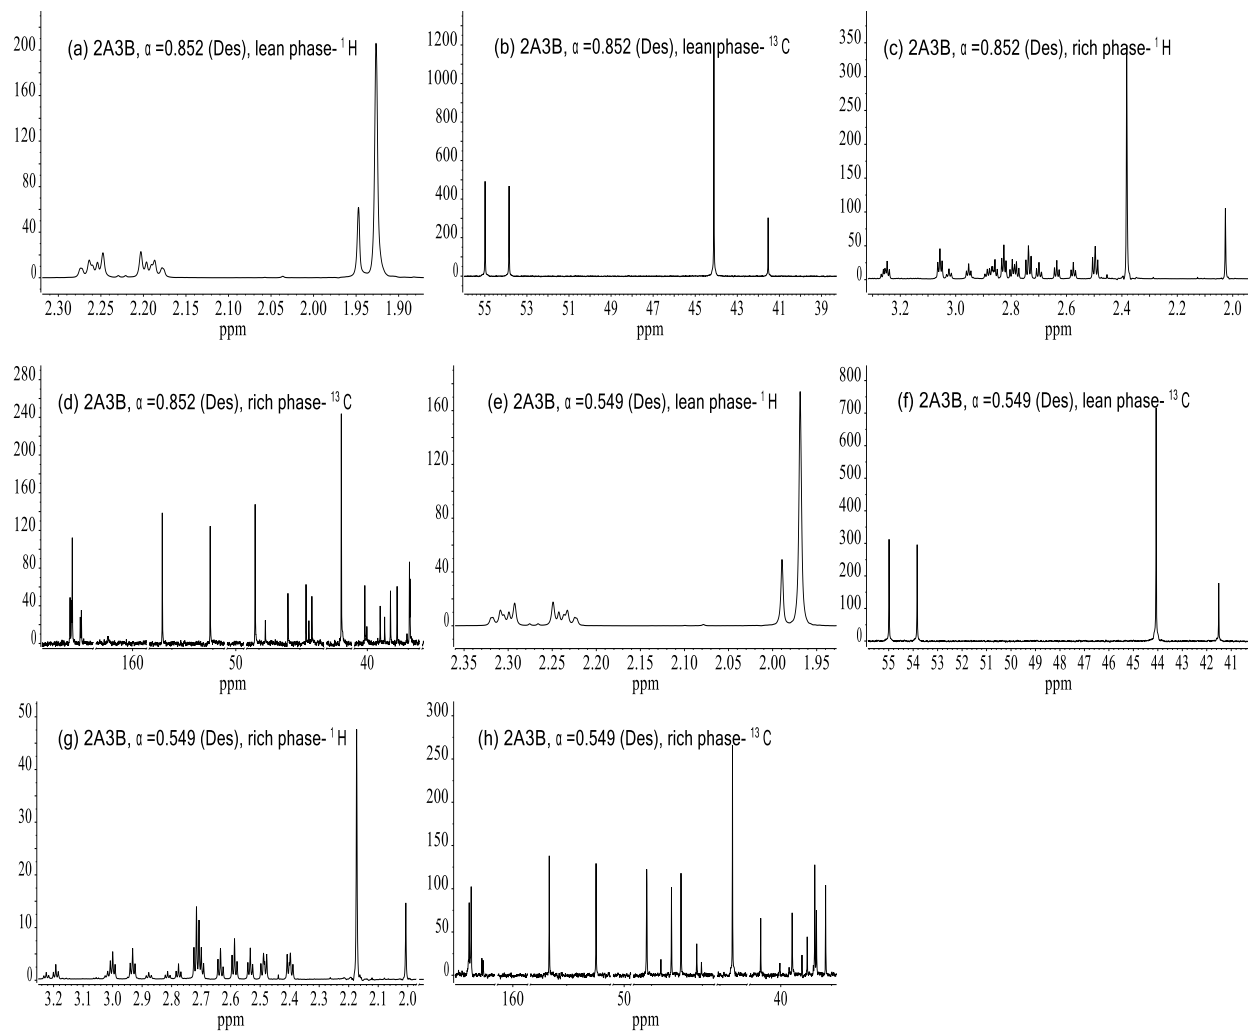 (a) 2A3B, α=0.852 (Des), lean phase- ¹H
200
160
120
80
40
0
2.30 2.25 2.20 2.15 2.10 2.05 2.00 1.95 1.90
ppm
(b) 2A3B, α=0.852 (Des), lean phase- ¹³C
1200
1000
800
600
400
200
0
55 53 51 49 47 45 43 41 39
ppm
(c) 2A3B, α=0.852 (Des), rich phase- ¹H
350
300
250
200
150
100
50
0
3.2 3.0 2.8 2.6 2.4 2.2 2.0
ppm
(d) 2A3B, α=0.852 (Des), rich phase- ¹³C
280
240
200
160
120
80
40
0
160 50 40
ppm
(e) 2A3B, α=0.549 (Des), lean phase- ¹H
160
120
80
40
0
2.35 2.30 2.25 2.20 2.15 2.10 2.05 2.00 1.95
ppm
(f) 2A3B, α=0.549 (Des), lean phase- ¹³C
800
700
600
500
400
300
200
100
0
55 54 53 52 51 50 49 48 47 46 45 44 43 42 41
ppm
(g) 2A3B, α=0.549 (Des), rich phase- ¹H
50
40
30
20
10
0
3.2 3.1 3.0 2.9 2.8 2.7 2.6 2.5 2.4 2.3 2.2 2.1 2.0
ppm
(h) 2A3B, α=0.549 (Des), rich phase- ¹³C
300
250
200
150
100
50
0
160 50 40
ppm